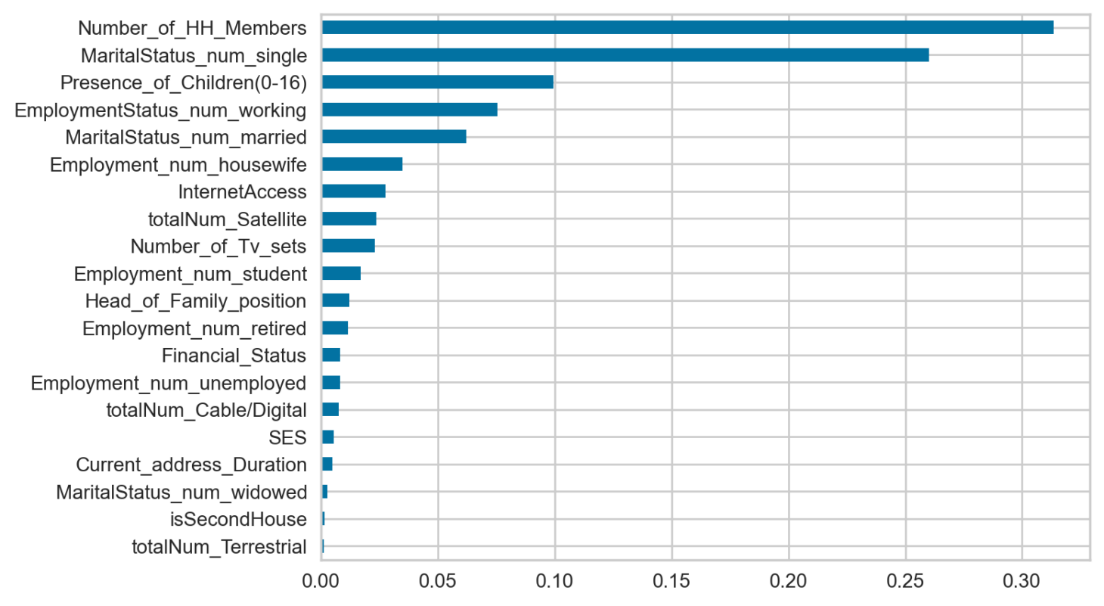 Number_of_HH_Members
MaritalStatus_num_single
Presence_of_Children(0-16)
EmploymentStatus_num_working
MaritalStatus_num_married
Employment_num_housewife
InternetAccess
totalNum_Satellite
Number_of_Tv_sets
Employment_num_student
Head_of_Family_position
Employment_num_retired
Financial_Status
Employment_num_unemployed
totalNum_Cable/Digital
SES
Current_address_Duration
MaritalStatus_num_widowed
isSecondHouse
totalNum_Terrestrial
0.00 0.05 0.10 0.15 0.20 0.25 0.30